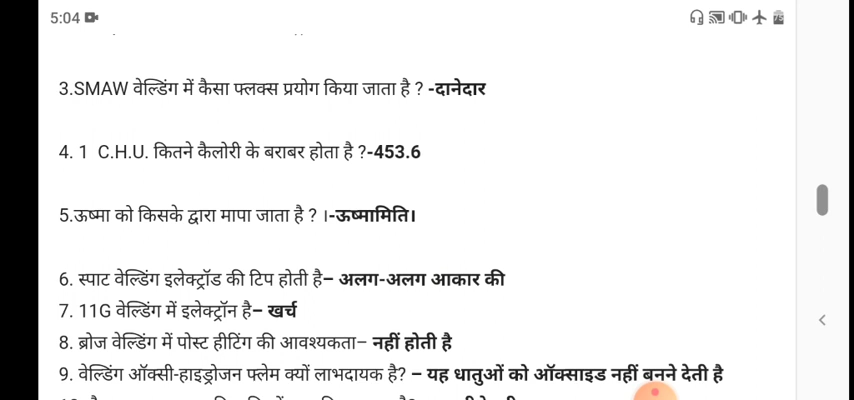 5:04
75
3.SMAW वेल्डिंग में कैसा फ्लक्स प्रयोग किया जाता है ? -दानेदार
4. 1 C.H.U. कितने कैलोरी के बराबर होता है ?-453.6
5.ऊष्मा को किसके द्वारा मापा जाता है ? ।-ऊष्मामिति।
6. स्पाट वेल्डिंग इलेक्ट्रॉड की टिप होती है– अलग-अलग आकार की
7. 11G वेल्डिंग में इलेक्ट्रॉन है– खर्च
8. ब्रोज वेल्डिंग में पोस्ट हीटिंग की आवश्यकता– नहीं होती है
9. वेल्डिंग ऑक्सी-हाइड्रोजन फ्लेम क्यों लाभदायक है? – यह धातुओं को ऑक्साइड नहीं बनने देती है